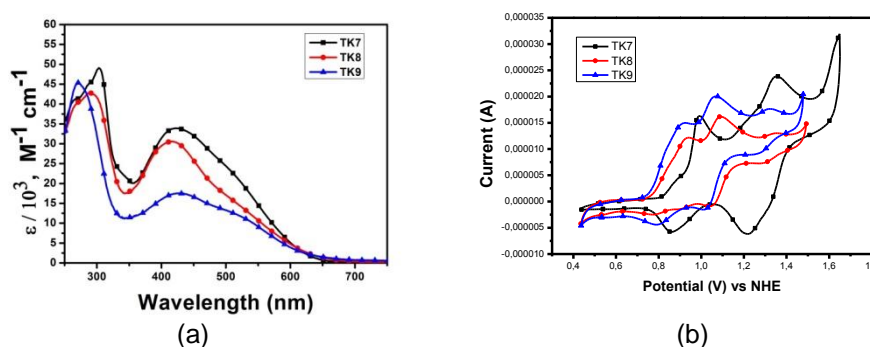 ε / 10³, M⁻¹ cm⁻¹
60
55
50
45
40
35
30
25
20
15
10
5
0
TK7
TK8
TK9
300 400 500 600 700
Wavelength (nm)
(a)
Current (A)
0,000035
0,000030
0,000025
0,000020
0,000015
0,000010
0,000005
0,000000
-0,000005
-0,000010
TK7
TK8
TK9
0,4 0,6 0,8 1,0 1,2 1,4 1,6
Potential (V) vs NHE
(b)